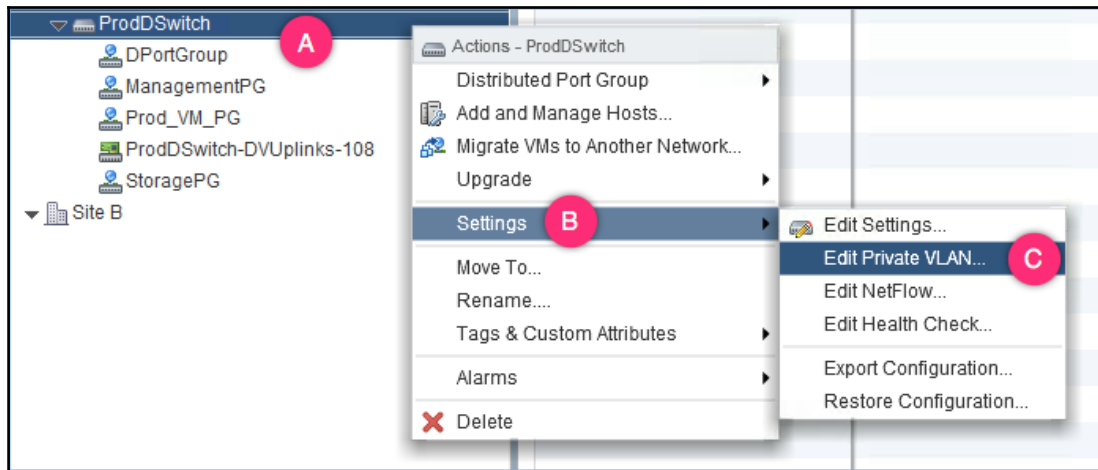 ProdDSwitch
A
DPortGroup
ManagementPG
Prod_VM_PG
ProdDSwitch-DVUplinks-108
StoragePG
Site B
Actions - ProdDSwitch
Distributed Port Group
Add and Manage Hosts...
Migrate VMs to Another Network...
Upgrade
Settings
B
Move To...
Rename....
Tags & Custom Attributes
Alarms
Delete
Edit Settings...
Edit Private VLAN...
C
Edit NetFlow...
Edit Health Check...
Export Configuration...
Restore Configuration...